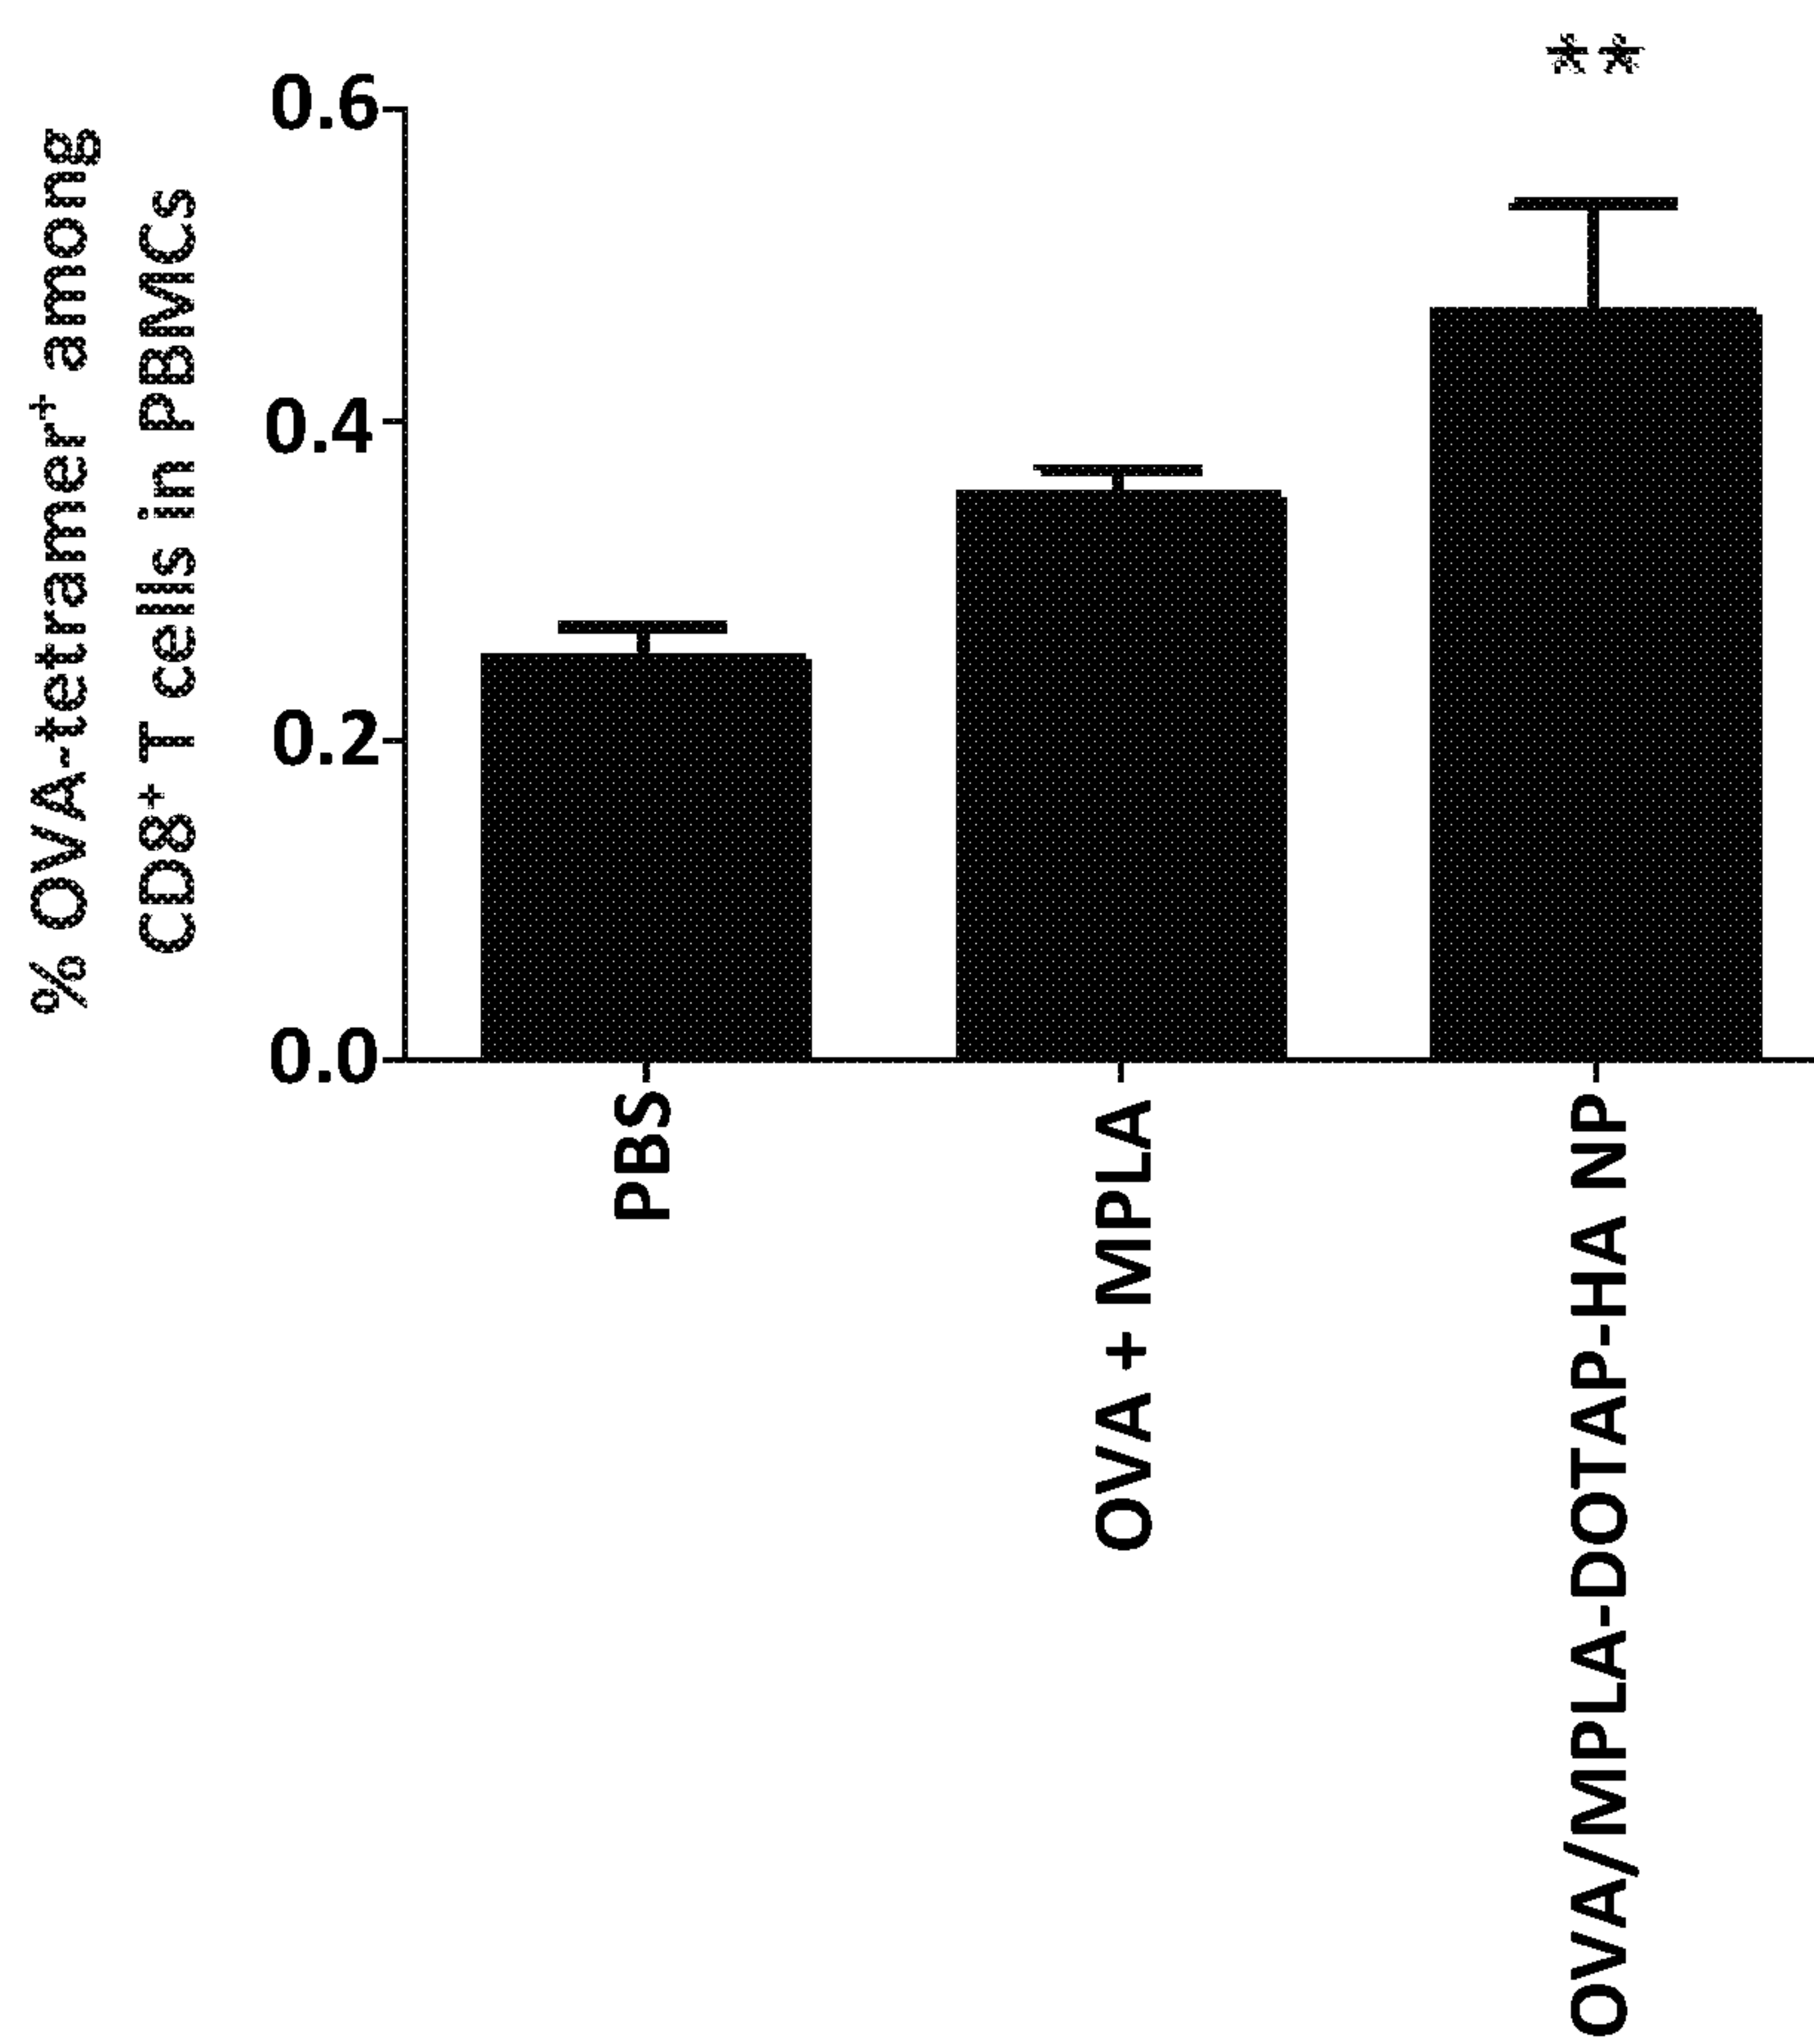 % OVA-tetramer⁺ among
CD8⁺ T cells in PBMCs
**
0.6
0.4
0.2
0.0
PBS
OVA + MPLA
OVA/MPLA-DOTAP-HA NP